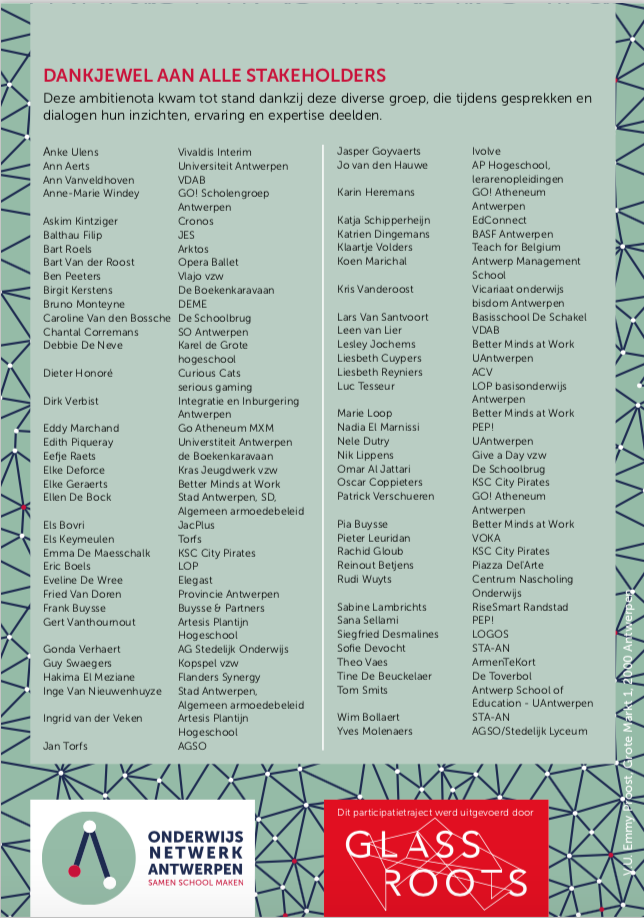 DANKJEWEL AAN ALLE STAKEHOLDERS
Deze ambitienota kwam tot stand dankzij deze diverse groep, die tijdens gesprekken en
dialogen hun inzichten, ervaring en expertise deelden.
Anke Ulens Vivaldis Interim
Ann Aerts Universiteit Antwerpen
Ann Vanveldhoven VDAB
Anne-Marie Windey GO! Scholengroep
Antwerpen
Askim Kintziger Cronos
Balthau Filip JES
Bart Roels Arktos
Bart Van der Roost Opera Ballet
Ben Peeters Vlajo vzw
Birgit Kerstens De Boekenkaravaan
Bruno Monteyne DEME
Caroline Van den Bossche De Schoolbrug
Chantal Corremans SO Antwerpen
Debbie De Neve Karel de Grote
hogeschool
Dieter Honoré Curious Cats
serious gaming
Dirk Verbist Integratie en Inburgering
Antwerpen
Eddy Marchand Go Atheneum MXM
Edith Piqueray Universtiteit Antwerpen
Eefje Raets de Boekenkaravaan
Elke Deforce Kras Jeugdwerk vzw
Elke Geraerts Better Minds at Work
Ellen De Bock Stad Antwerpen, SD,
Algemeen armoedebeleid
Els Bovri JacPlus
Els Keymeulen Torfs
Emma De Maesschalk KSC City Pirates
Eric Boels LOP
Eveline De Wree Elegast
Fried Van Doren Provincie Antwerpen
Frank Buysse Buysse & Partners
Gert Vanthournout Artesis Plantijn
Hogeschool
Gonda Verhaert AG Stedelijk Onderwijs
Guy Swaegers Kopspel vzw
Hakima El Meziane Flanders Synergy
Inge Van Nieuwenhuyze Stad Antwerpen,
Algemeen armoedebeleid
Ingrid van der Veken Artesis Plantijn
Hogeschool
Jan Torfs AGSO
Jasper Goyvaerts Ivolve
Jo van den Hauwe AP Hogeschool,
lerarenopleidingen
Karin Heremans GO! Atheneum
Antwerpen
Katja Schipperheijn EdConnect
Katrien Dingemans BASF Antwerpen
Klaartje Volders Teach for Belgium
Koen Marichal Antwerp Management
School
Kris Vanderoost Vicariaat onderwijs
bisdom Antwerpen
Lars Van Santvoort Basisschool De Schakel
Leen van Lier VDAB
Lesley Jochems Better Minds at Work
Liesbeth Cuypers UAntwerpen
Liesbeth Reyniers ACV
Luc Tesseur LOP basisonderwijs
Antwerpen
Marie Loop Better Minds at Work
Nadia El Marnissi PEP!
Nele Dutry UAntwerpen
Nik Lippens Give a Day vzw
Omar Al Jattari De Schoolbrug
Oscar Coppieters KSC City Pirates
Patrick Verschueren GO! Atheneum
Antwerpen
Pia Buysse Better Minds at Work
Pieter Leuridan VOKA
Rachid Gloub KSC City Pirates
Reinout Betjens Piazza Del'Arte
Rudi Wuyts Centrum Nascholing
Onderwijs
Sabine Lambrichts RiseSmart Randstad
Sana Sellami PEP!
Siegfried Desmalines LOGOS
Sofie Devocht STA-AN
Theo Vaes ArmenTeKort
Tine De Beuckelaer De Toverbol
Tom Smits Antwerp School of
Education - UAntwerpen
Wim Bollaert STA-AN
Yves Molenaers AGSO/Stedelijk Lyceum
V.U. Emmy Proost, Grote Markt 1, 2000 Antwerpen
ONDERWIJS
NETWERK
ANTWERPEN
SAMEN SCHOOL MAKEN
Dit participatietraject werd uitgevoerd door
GLASS
ROOTS